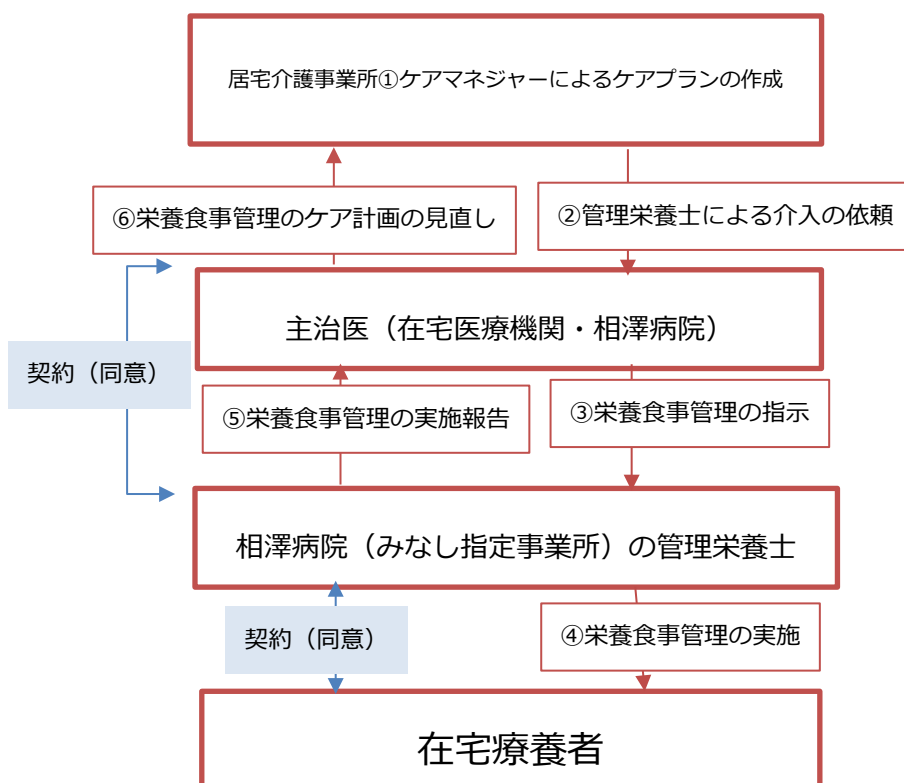 居宅介護事業所①ケアマネジャーによるケアプランの作成
⑥栄養食事管理のケア計画の見直し
②管理栄養士による介入の依頼
主治医（在宅医療機関・相澤病院）
契約（同意）
⑤栄養食事管理の実施報告
③栄養食事管理の指示
相澤病院（みなし指定事業所）の管理栄養士
契約（同意）
④栄養食事管理の実施
在宅療養者